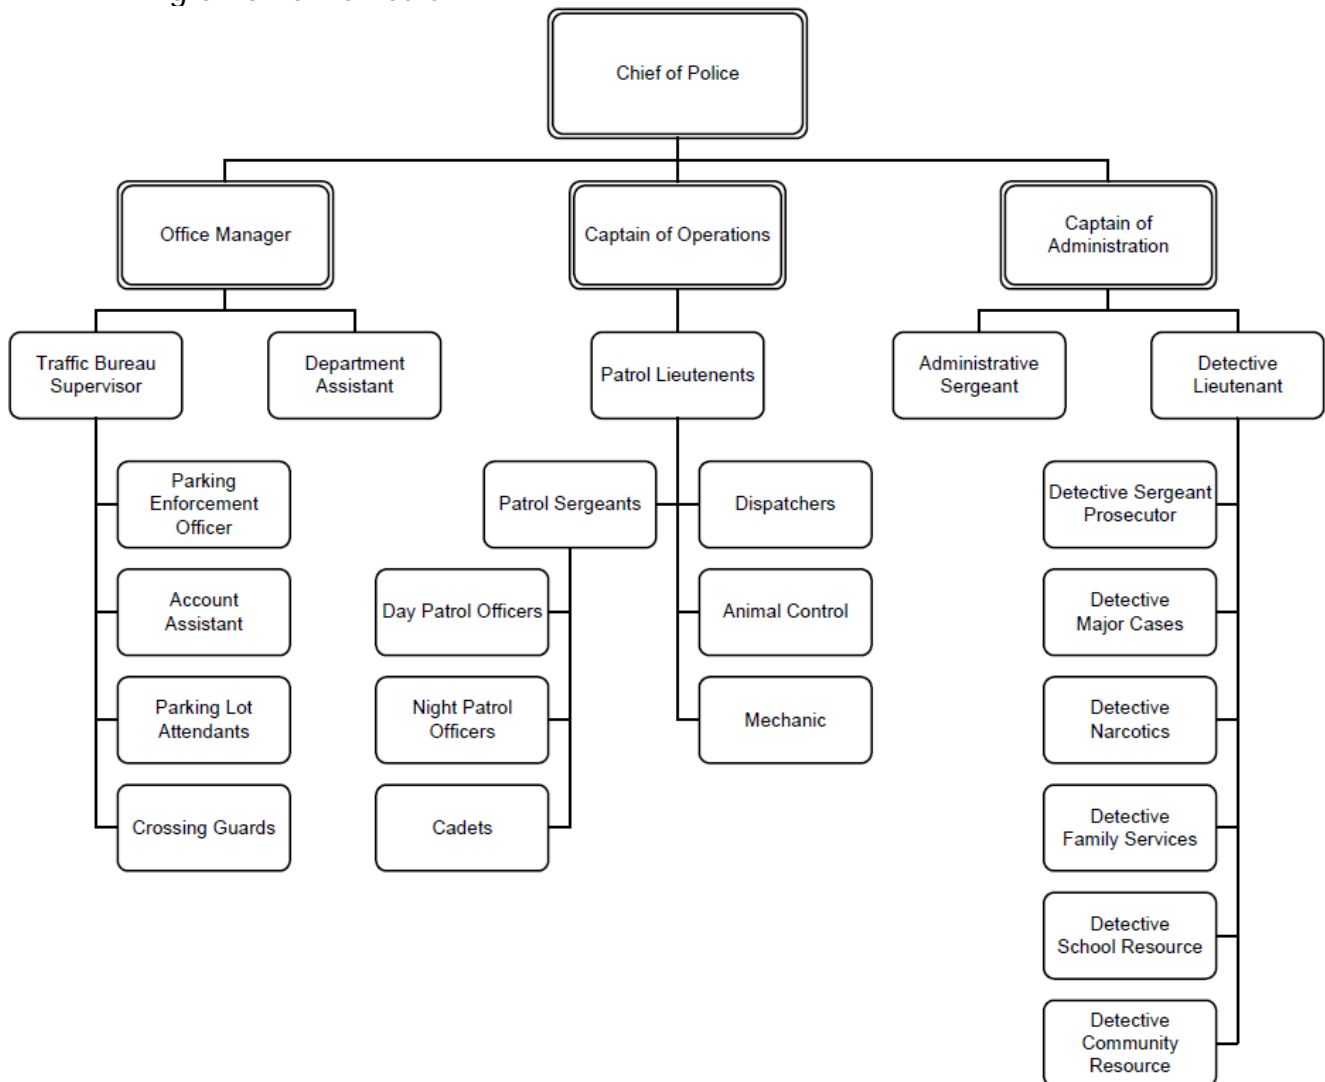 Chief of Police
Office Manager
Captain of Operations
Captain of
Administration
Traffic Bureau
Supervisor
Department
Assistant
Patrol Lieutenents
Administrative
Sergeant
Detective
Lieutenant
Parking
Enforcement
Officer
Patrol Sergeants
Dispatchers
Detective Sergeant
Prosecutor
Account
Assistant
Day Patrol Officers
Animal Control
Detective
Major Cases
Parking Lot
Attendants
Night Patrol
Officers
Mechanic
Detective
Narcotics
Crossing Guards
Cadets
Detective
Family Services
Detective
School Resource
Detective
Community
Resource